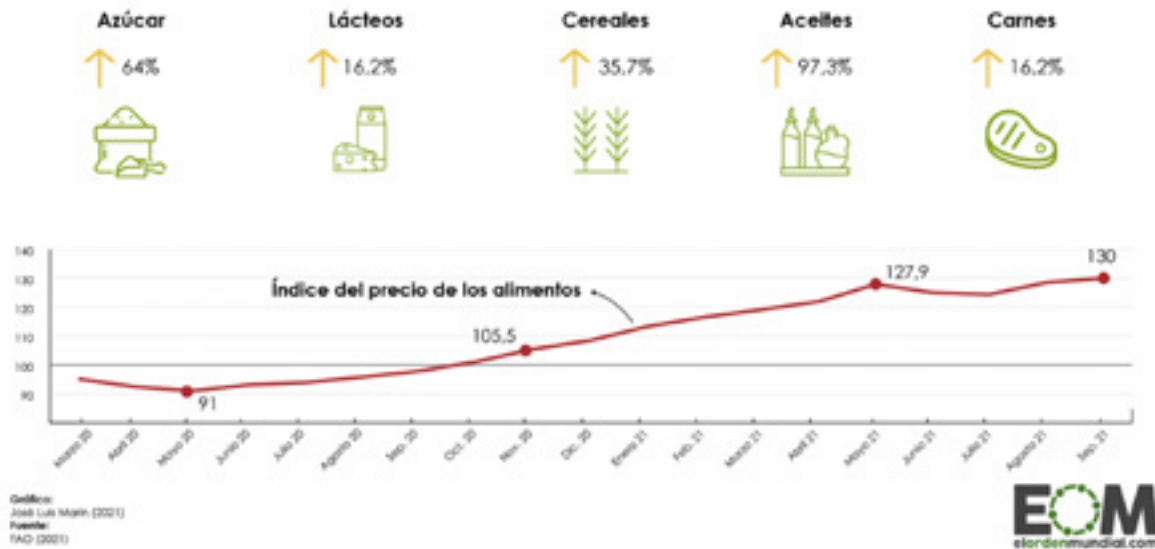 Azúcar
Lácteos
Cereales
Aceites
Carnes
64%
16,2%
35,7%
97,3%
16,2%
140
130
120
110
100
90
Índice del precio de los alimentos
91
105,5
127,9
130
Marzo 20
Abril 20
Mayo 20
Junio 20
Julio 20
Agosto 20
Sep. 20
Oct. 20
Nov. 20
Dic. 20
Enero 21
Feb. 21
Marzo 21
Abril 21
Mayo 21
Junio 21
Julio 21
Agosto 21
Sep. 21
Gráfico:
José Luis Marín (2021)
Fuente:
FAO (2021)
EOM
elordenmundial.com